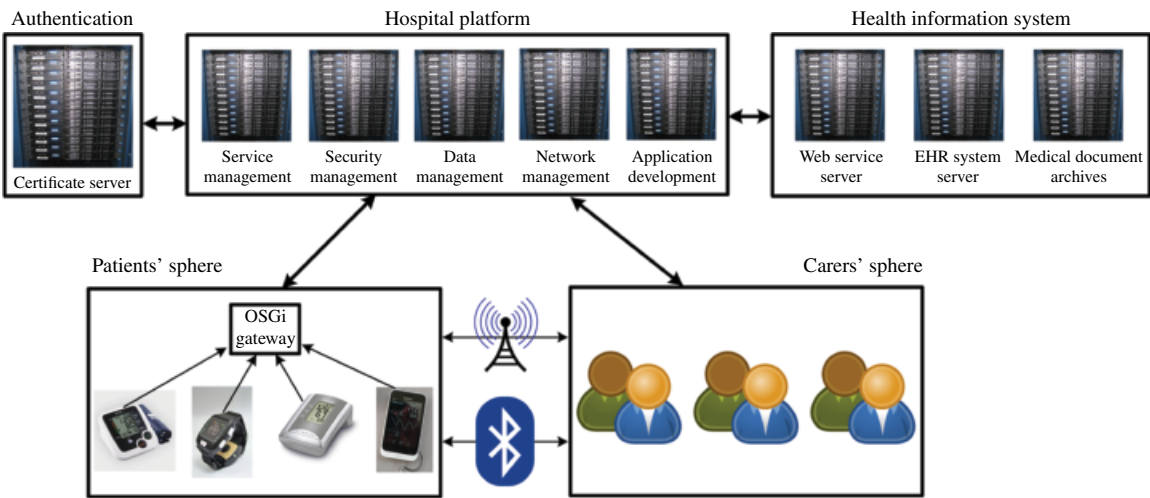 Authentication
Hospital platform
Health information system
Certificate server
Service
management
Security
management
Data
management
Network
management
Application
development
Web service
server
EHR system
server
Medical document
archives
Patients’ sphere
Carers’ sphere
OSGi
gateway